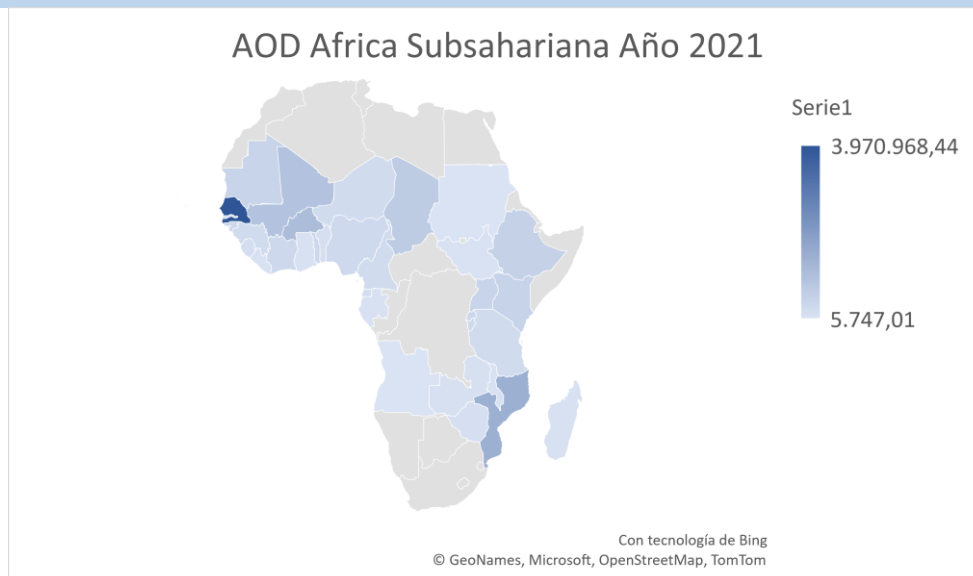 AOD Africa Subsahariana Año 2021
Serie1
3.970.968,44
5.747,01
Con tecnología de Bing
© GeoNames, Microsoft, OpenStreetMap, TomTom